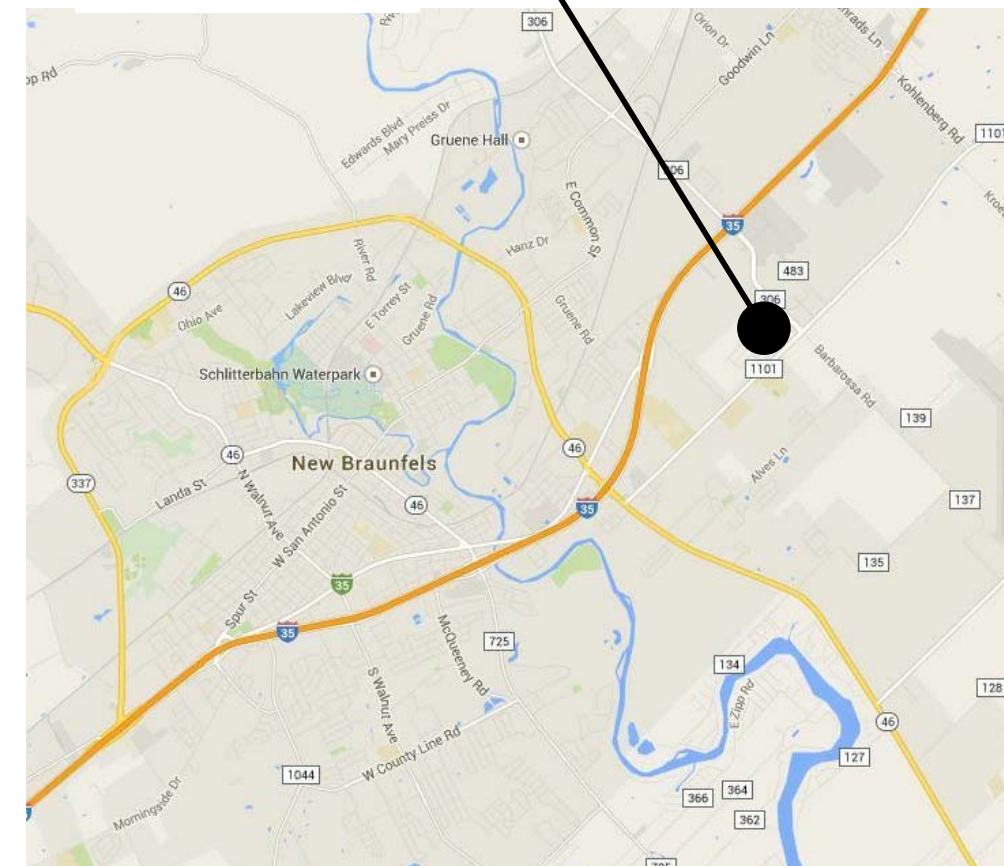 306
Orion Dr
Goodwin Ln
Kohlenberg Rd
1101
Edwards Blvd
Mary Preiss Dr
Gruene Hall
306
E Common St
35
River Rd
Hanz Dr
483
306
46
Lakeview Blvd
E Torrey St
Gruene Rd
Gruene Rd
Ohio Ave
Schlitterbahn Waterpark
1101
Barbarossa Rd
139
46
46
New Braunfels
Alves Ln
337
Landa St
N Walnut Ave
W San Antonio St
46
35
137
135
35
Spur St
35
McQueeney Rd
725
134
S Walnut Ave
E Zipp Rd
128
46
W County Line Rd
127
1044
Morningside Dr
366
364
362